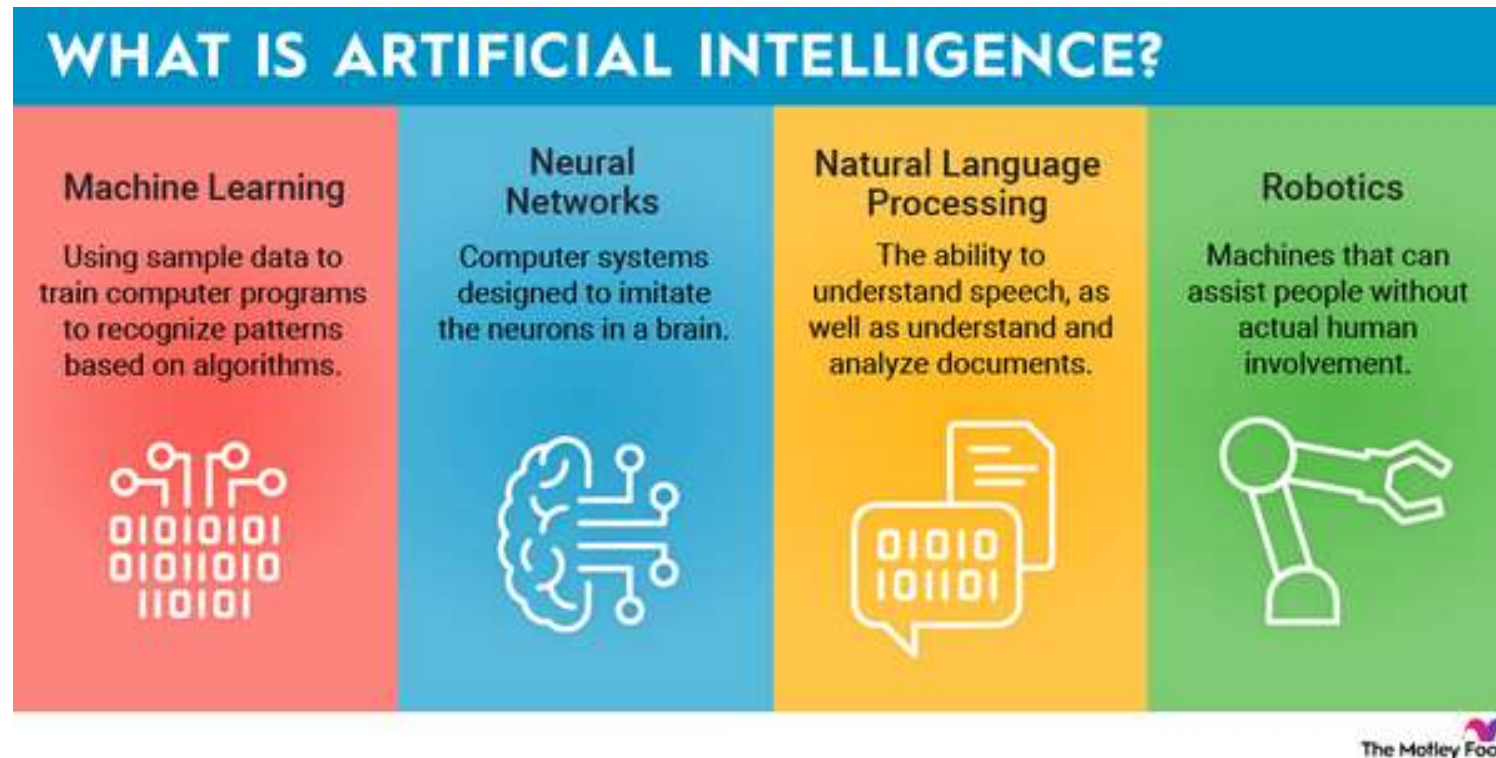 WHAT IS ARTIFICIAL INTELLIGENCE?
Machine Learning
Using sample data to
train computer programs
to recognize patterns
based on algorithms.
01010101
01011010
110101
Neural
Networks
Computer systems
designed to imitate
the neurons in a brain.
Natural Language
Processing
The ability to
understand speech, as
well as understand and
analyze documents.
01010
101101
Robotics
Machines that can
assist people without
actual human
involvement.
The Motley Foo